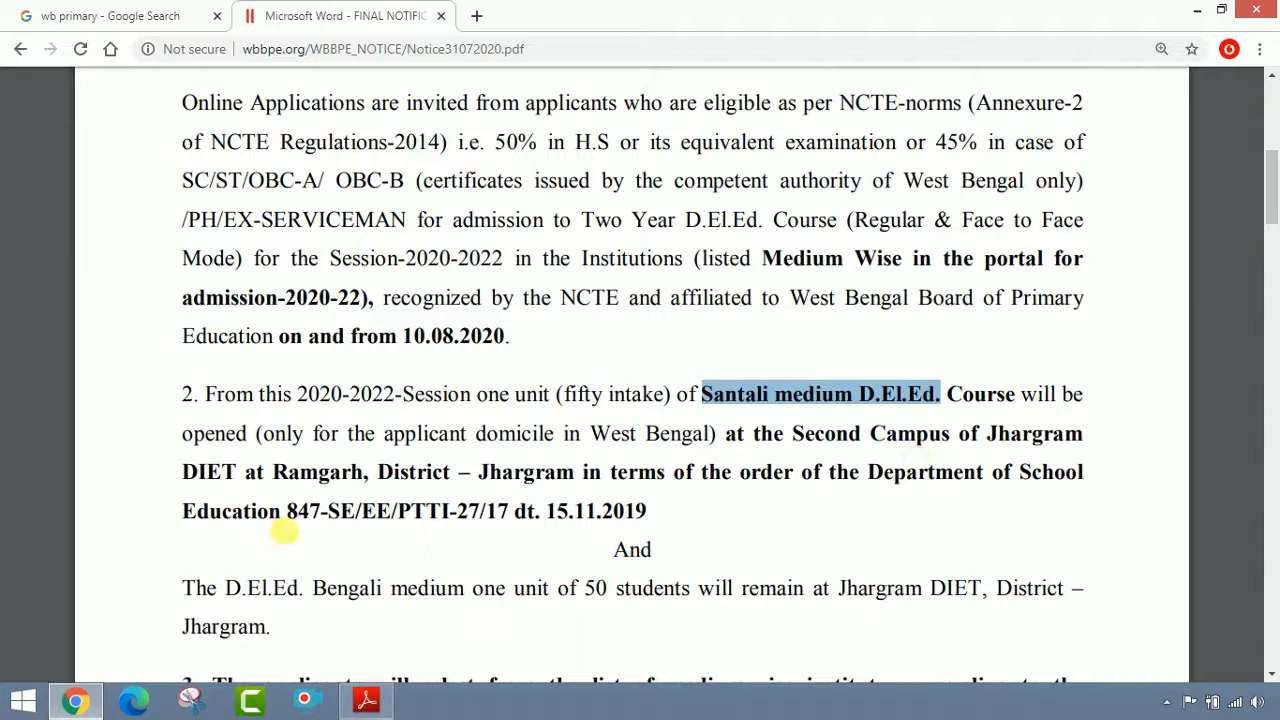 wb primary - Google Search
Microsoft Word - FINAL NOTIFIC
Not secure
wbbpe.org/WBBPE_NOTICE/Notice31072020.pdf
Online Applications are invited from applicants who are eligible as per NCTE-norms (Annexure-2
of NCTE Regulations-2014) i.e. 50% in H.S or its equivalent examination or 45% in case of
SC/ST/OBC-A/ OBC-B (certificates issued by the competent authority of West Bengal only)
/PH/EX-SERVICEMAN for admission to Two Year D.El.Ed. Course (Regular & Face to Face
Mode) for the Session-2020-2022 in the Institutions (listed Medium Wise in the portal for
admission-2020-22), recognized by the NCTE and affiliated to West Bengal Board of Primary
Education on and from 10.08.2020.
2. From this 2020-2022-Session one unit (fifty intake) of Santali medium D.El.Ed. Course will be
opened (only for the applicant domicile in West Bengal) at the Second Campus of Jhargram
DIET at Ramgarh, District – Jhargram in terms of the order of the Department of School
Education 847-SE/EE/PTTI-27/17 dt. 15.11.2019
And
The D.El.Ed. Bengali medium one unit of 50 students will remain at Jhargram DIET, District –
Jhargram.